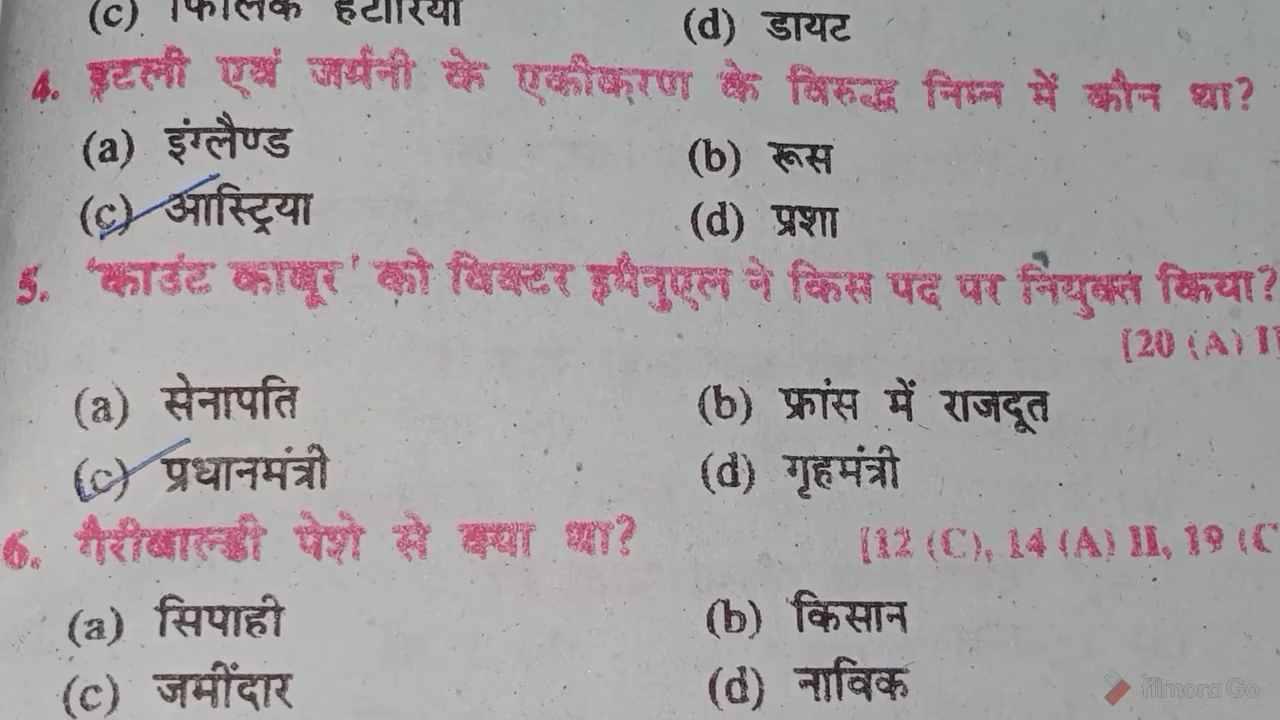 (c) फिलिक हेटारिया (d) डायट
4. इटली एवं जर्मनी के एकीकरण के विरुद्ध निम्न में कौन था?
(a) इंग्लैण्ड (b) रूस
(c) आस्ट्रिया (d) प्रशा
5. 'काउंट काबूर' को विक्टर इमैनुएल ने किस पद पर नियुक्त किया?
[20 (A) I]
(a) सेनापति (b) फ्रांस में राजदूत
(c) प्रधानमंत्री (d) गृहमंत्री
6. गैरीबाल्डी पेशे से क्या था? [12 (C), 14 (A) II, 19 (C
(a) सिपाही (b) किसान
(c) जमींदार (d) नाविक
filmora Go